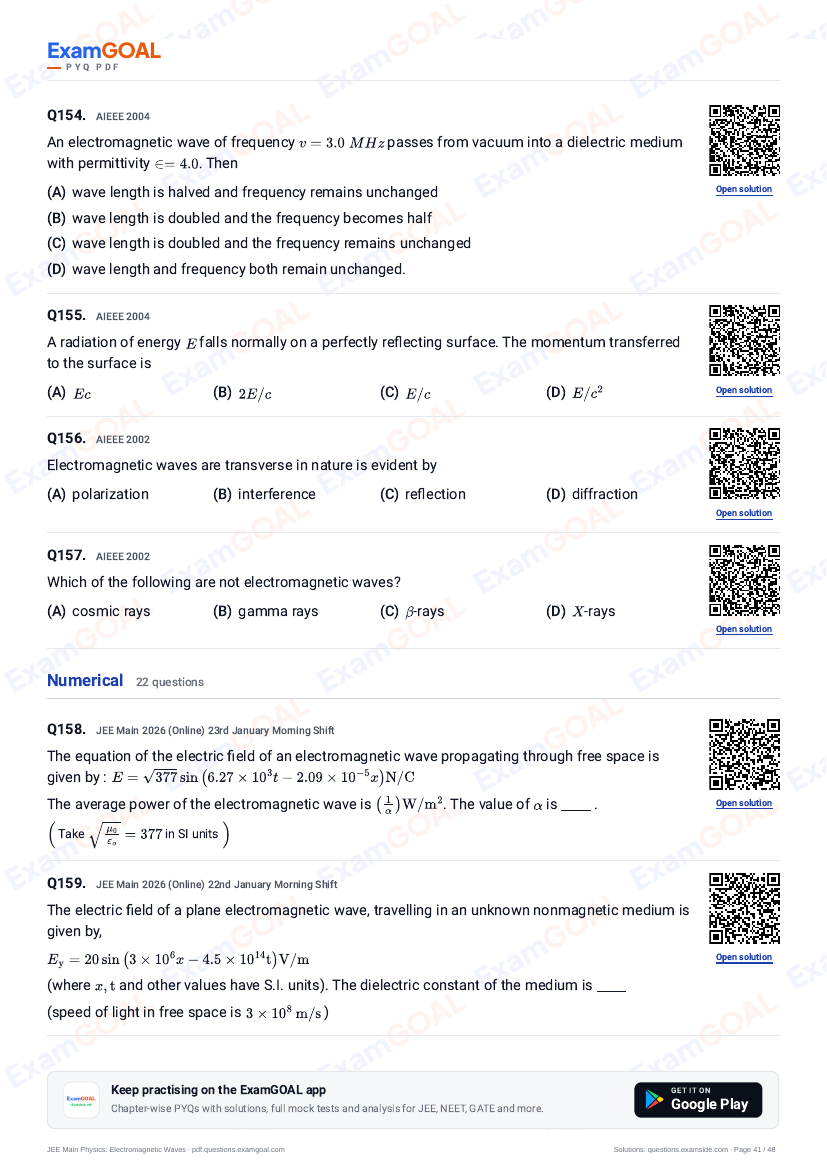 ExamGOAL
PYQ PDF
Q154. AIEEE 2004
Open solution
An electromagnetic wave of frequency v = 3.0 MHz passes from vacuum into a dielectric medium
with permittivity ∈= 4.0. Then
(A) wave length is halved and frequency remains unchanged
(B) wave length is doubled and the frequency becomes half
(C) wave length is doubled and the frequency remains unchanged
(D) wave length and frequency both remain unchanged.
Q155. AIEEE 2004
Open solution
A radiation of energy E falls normally on a perfectly reflecting surface. The momentum transferred
to the surface is
(A) Ec (B) 2E/c (C) E/c (D) E/c²
Q156. AIEEE 2002
Open solution
Electromagnetic waves are transverse in nature is evident by
(A) polarization (B) interference (C) reflection (D) diffraction
Q157. AIEEE 2002
Open solution
Which of the following are not electromagnetic waves?
(A) cosmic rays (B) gamma rays (C) β-rays (D) X-rays
Numerical 22 questions
Q158. JEE Main 2026 (Online) 23rd January Morning Shift
Open solution
The equation of the electric field of an electromagnetic wave propagating through free space is
given by : E = √377 sin (6.27 × 10³t − 2.09 × 10⁻⁵x)N/C
The average power of the electromagnetic wave is (1/α)W/m². The value of α is ____ .
( Take √(μ₀/εₒ) = 377 in SI units )
Q159. JEE Main 2026 (Online) 22nd January Morning Shift
Open solution
The electric field of a plane electromagnetic wave, travelling in an unknown nonmagnetic medium is
given by,
E_y = 20 sin (3 × 10⁶x − 4.5 × 10¹⁴t)V/m
(where x, t and other values have S.I. units). The dielectric constant of the medium is ____
(speed of light in free space is 3 × 10⁸ m/s)
Keep practising on the ExamGOAL app
Chapter-wise PYQs with solutions, full mock tests and analysis for JEE, NEET, GATE and more.
GET IT ON
Google Play
JEE Main Physics: Electromagnetic Waves · pdf.questions.examgoal.com
Solutions: questions.examside.com · Page 41 / 48